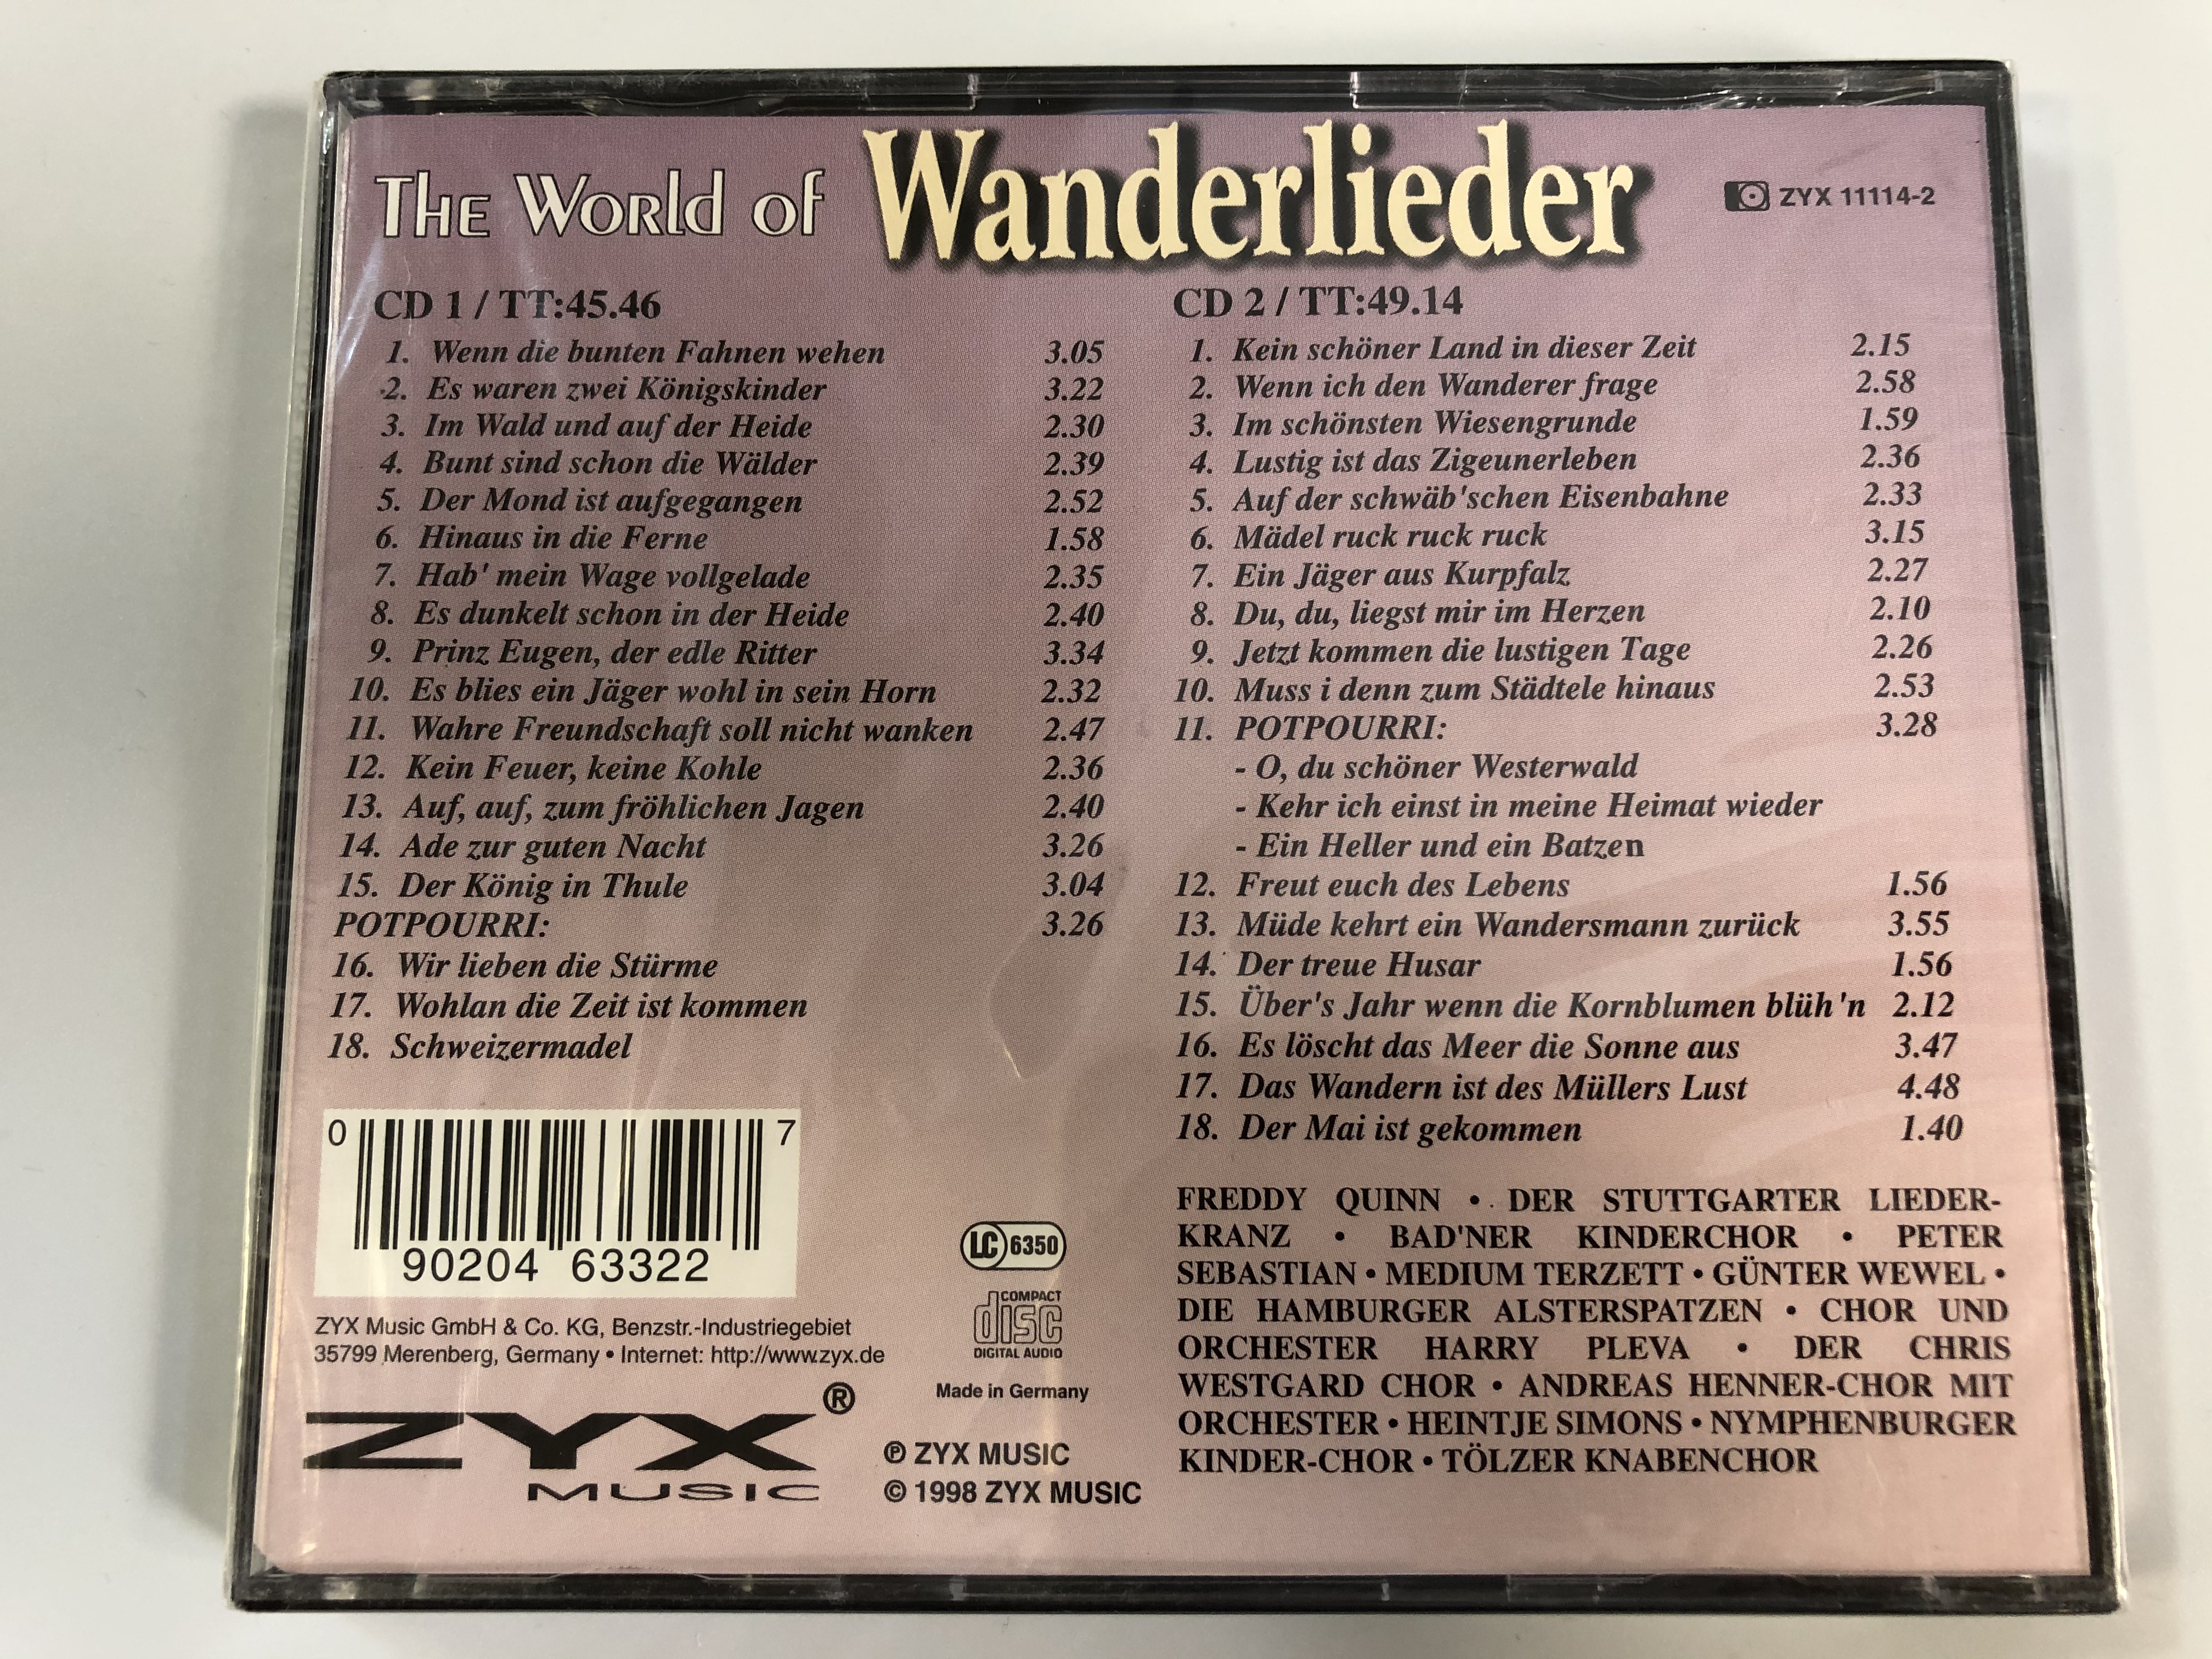 The World of Wanderlieder
ZYX 11114-2
CD 1 / TT:45.46
1. Wenn die bunten Fahnen wehen 3.05
2. Es waren zwei Königskinder 3.22
3. Im Wald und auf der Heide 2.30
4. Bunt sind schon die Wälder 2.39
5. Der Mond ist aufgegangen 2.52
6. Hinaus in die Ferne 1.58
7. Hab' mein Wage vollgelade 2.35
8. Es dunkelt schon in der Heide 2.40
9. Prinz Eugen, der edle Ritter 3.34
10. Es blies ein Jäger wohl in sein Horn 2.32
11. Wahre Freundschaft soll nicht wanken 2.47
12. Kein Feuer, keine Kohle 2.36
13. Auf, auf, zum fröhlichen Jagen 2.40
14. Ade zur guten Nacht 3.26
15. Der König in Thule 3.04
POTPOURRI: 3.26
16. Wir lieben die Stürme
17. Wohlan die Zeit ist kommen
18. Schweizermadel
CD 2 / TT:49.14
1. Kein schöner Land in dieser Zeit 2.15
2. Wenn ich den Wanderer frage 2.58
3. Im schönsten Wiesengrunde 1.59
4. Lustig ist das Zigeunerleben 2.36
5. Auf der schwäb'schen Eisenbahne 2.33
6. Mädel ruck ruck ruck 3.15
7. Ein Jäger aus Kurpfalz 2.27
8. Du, du, liegst mir im Herzen 2.10
9. Jetzt kommen die lustigen Tage 2.26
10. Muss i denn zum Städtele hinaus 2.53
11. POTPOURRI: 3.28
- O, du schöner Westerwald
- Kehr ich einst in meine Heimat wieder
- Ein Heller und ein Batzen
12. Freut euch des Lebens 1.56
13. Müde kehrt ein Wandersmann zurück 3.55
14. Der treue Husar 1.56
15. Über's Jahr wenn die Kornblumen blüh'n 2.12
16. Es löscht das Meer die Sonne aus 3.47
17. Das Wandern ist des Müllers Lust 4.48
18. Der Mai ist gekommen 1.40
FREDDY QUINN • DER STUTTGARTER LIEDER-
KRANZ • BAD'NER KINDERCHOR • PETER
SEBASTIAN • MEDIUM TERZETT • GÜNTER WEWEL •
DIE HAMBURGER ALSTERSPATZEN • CHOR UND
ORCHESTER HARRY PLEVA • DER CHRIS
WESTGARD CHOR • ANDREAS HENNER-CHOR MIT
ORCHESTER • HEINTJE SIMONS • NYMPHENBURGER
KINDER-CHOR • TÖLZER KNABENCHOR
0 7
90204 63322
ZYX Music GmbH & Co. KG, Benzstr.-Industriegebiet
35799 Merenberg, Germany • Internet: http://www.zyx.de
ZYX ®
MUSIC
LC 6350
COMPACT
disc
DIGITAL AUDIO
Made in Germany
℗ ZYX MUSIC
© 1998 ZYX MUSIC